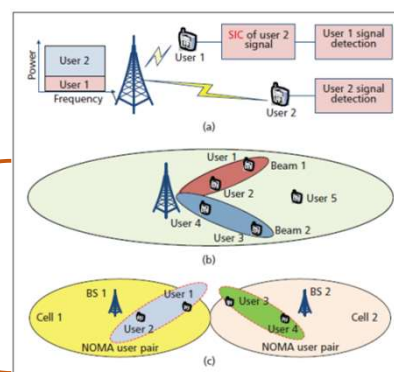 Power
User 2
User 1
Frequency
User 1
SIC of user 2
signal
User 1 signal
detection
User 2
User 2 signal
detection
(a)
User 1
Beam 1
User 2
User 5
User 4
User 3
Beam 2
(b)
BS 1
User 1
User 3
BS 2
Cell 1
User 2
User 4
Cell 2
NOMA user pair
NOMA user pair
(c)